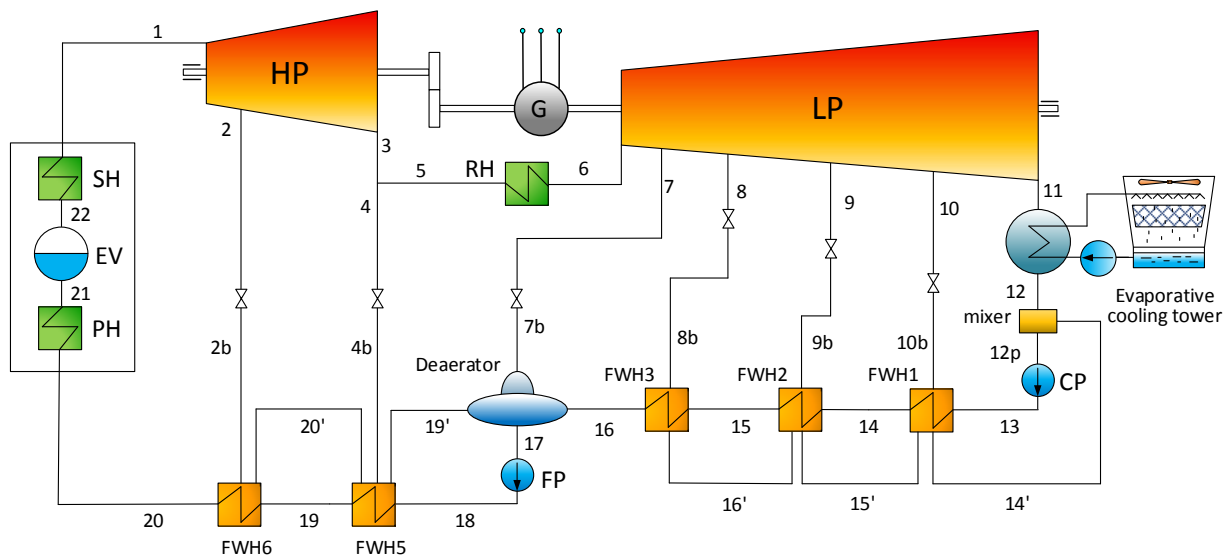 1
HP
G
LP
2
3
SH
5
RH
6
7
8
9
10
11
22
4
EV
21
12
Evaporative
cooling tower
PH
mixer
7b
2b
4b
8b
9b
10b
12p
Deaerator
FWH3
FWH2
FWH1
CP
20'
19'
17
16
15
14
13
FP
16'
15'
14'
20
19
18
FWH6
FWH5